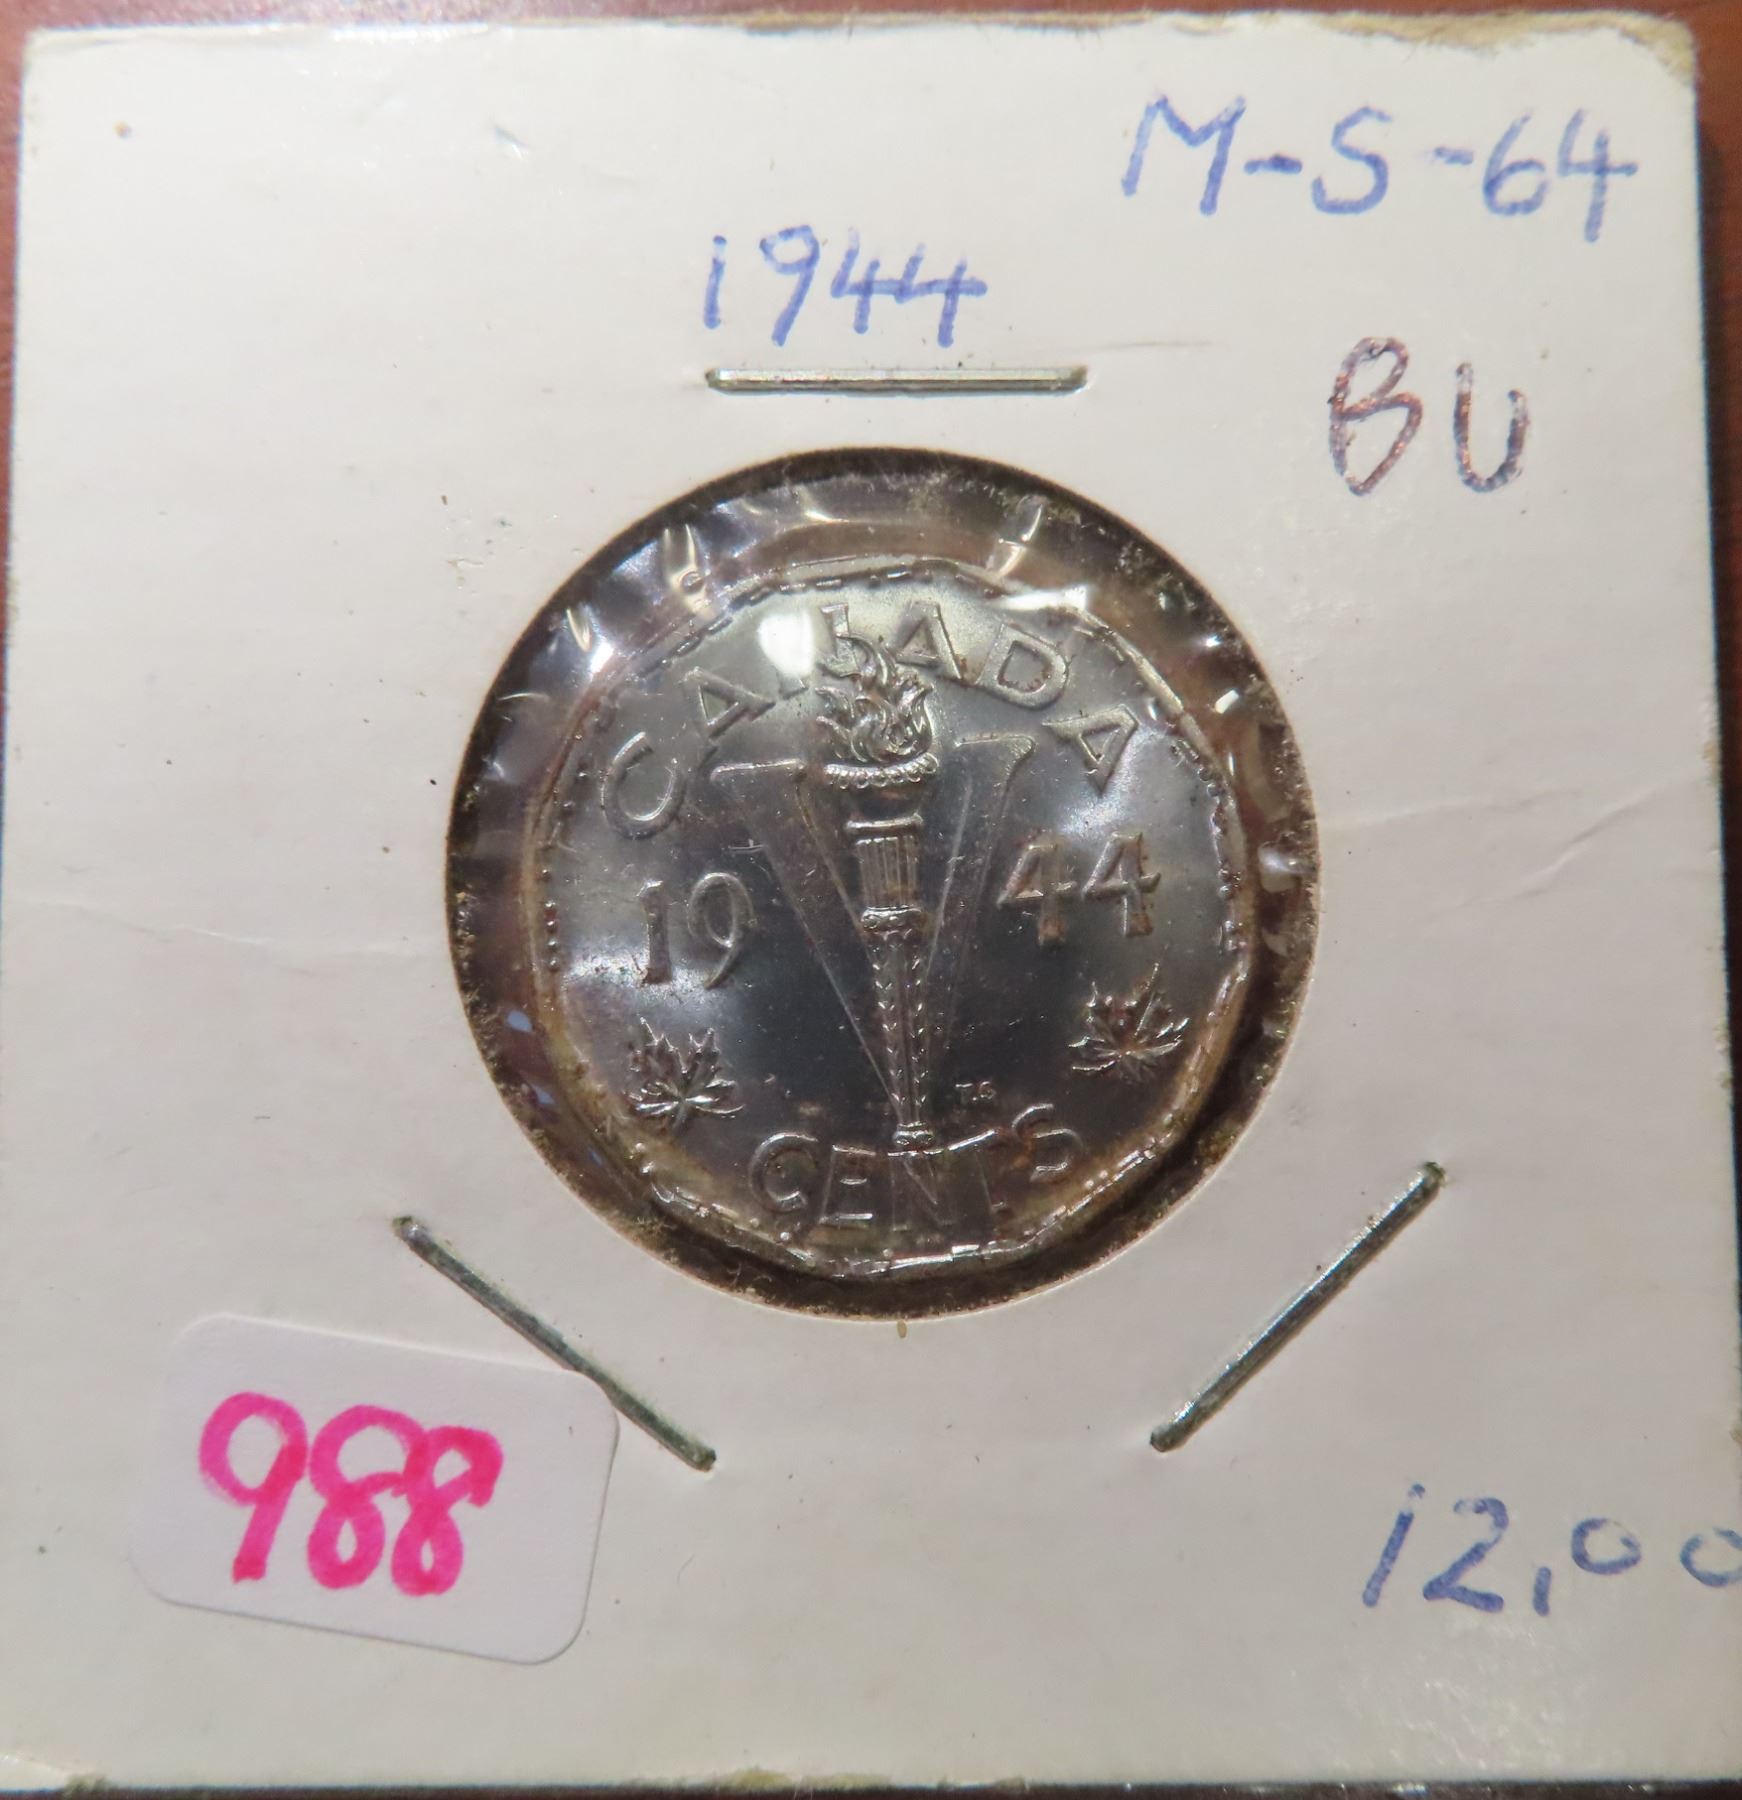 M-S-64
1944
BU
CANADA
V
19 44
T.S
CENTS
988
12,00